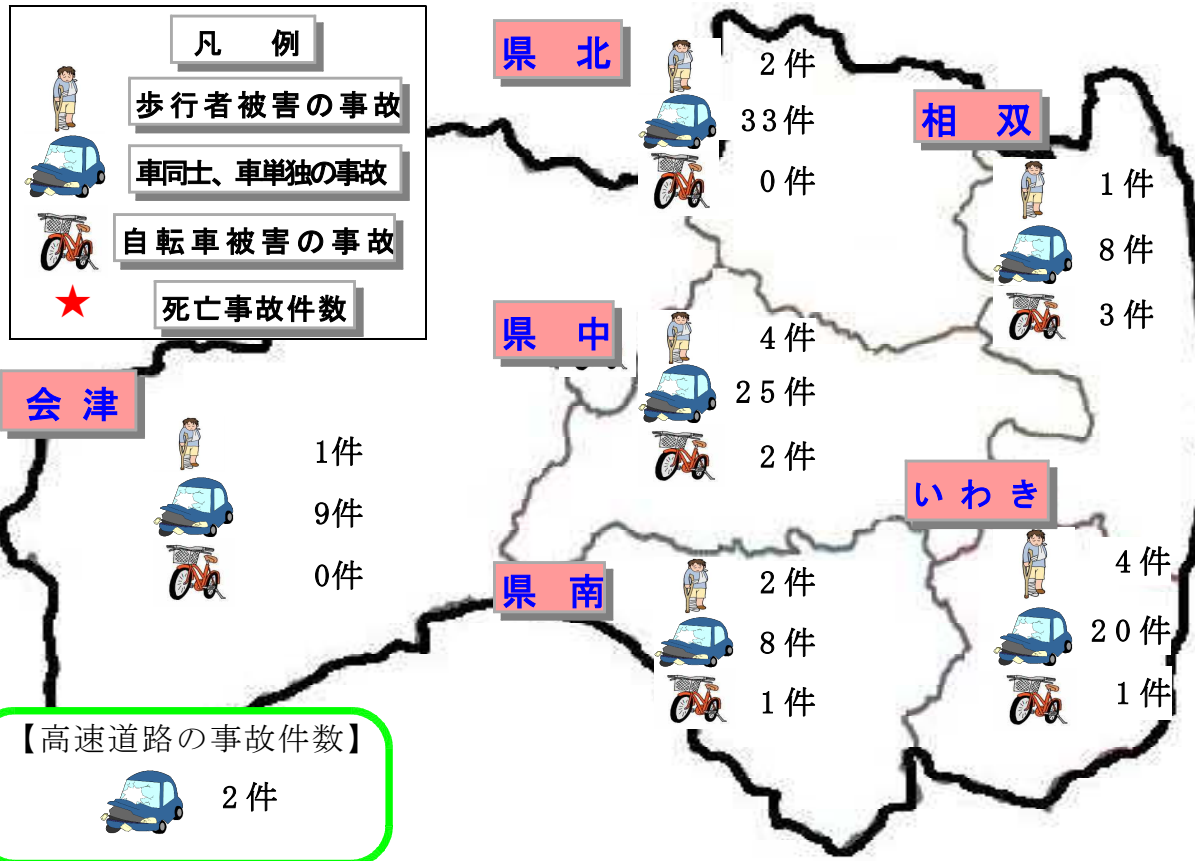 凡　例
歩行者被害の事故
車同士、車単独の事故
自転車被害の事故
死亡事故件数
県　北
2件
33件
0件
相　双
1件
8件
3件
県　中
4件
25件
2件
会 津
1件
9件
0件
いわき
4件
20件
1件
県　南
2件
8件
1件
【高速道路の事故件数】
2件